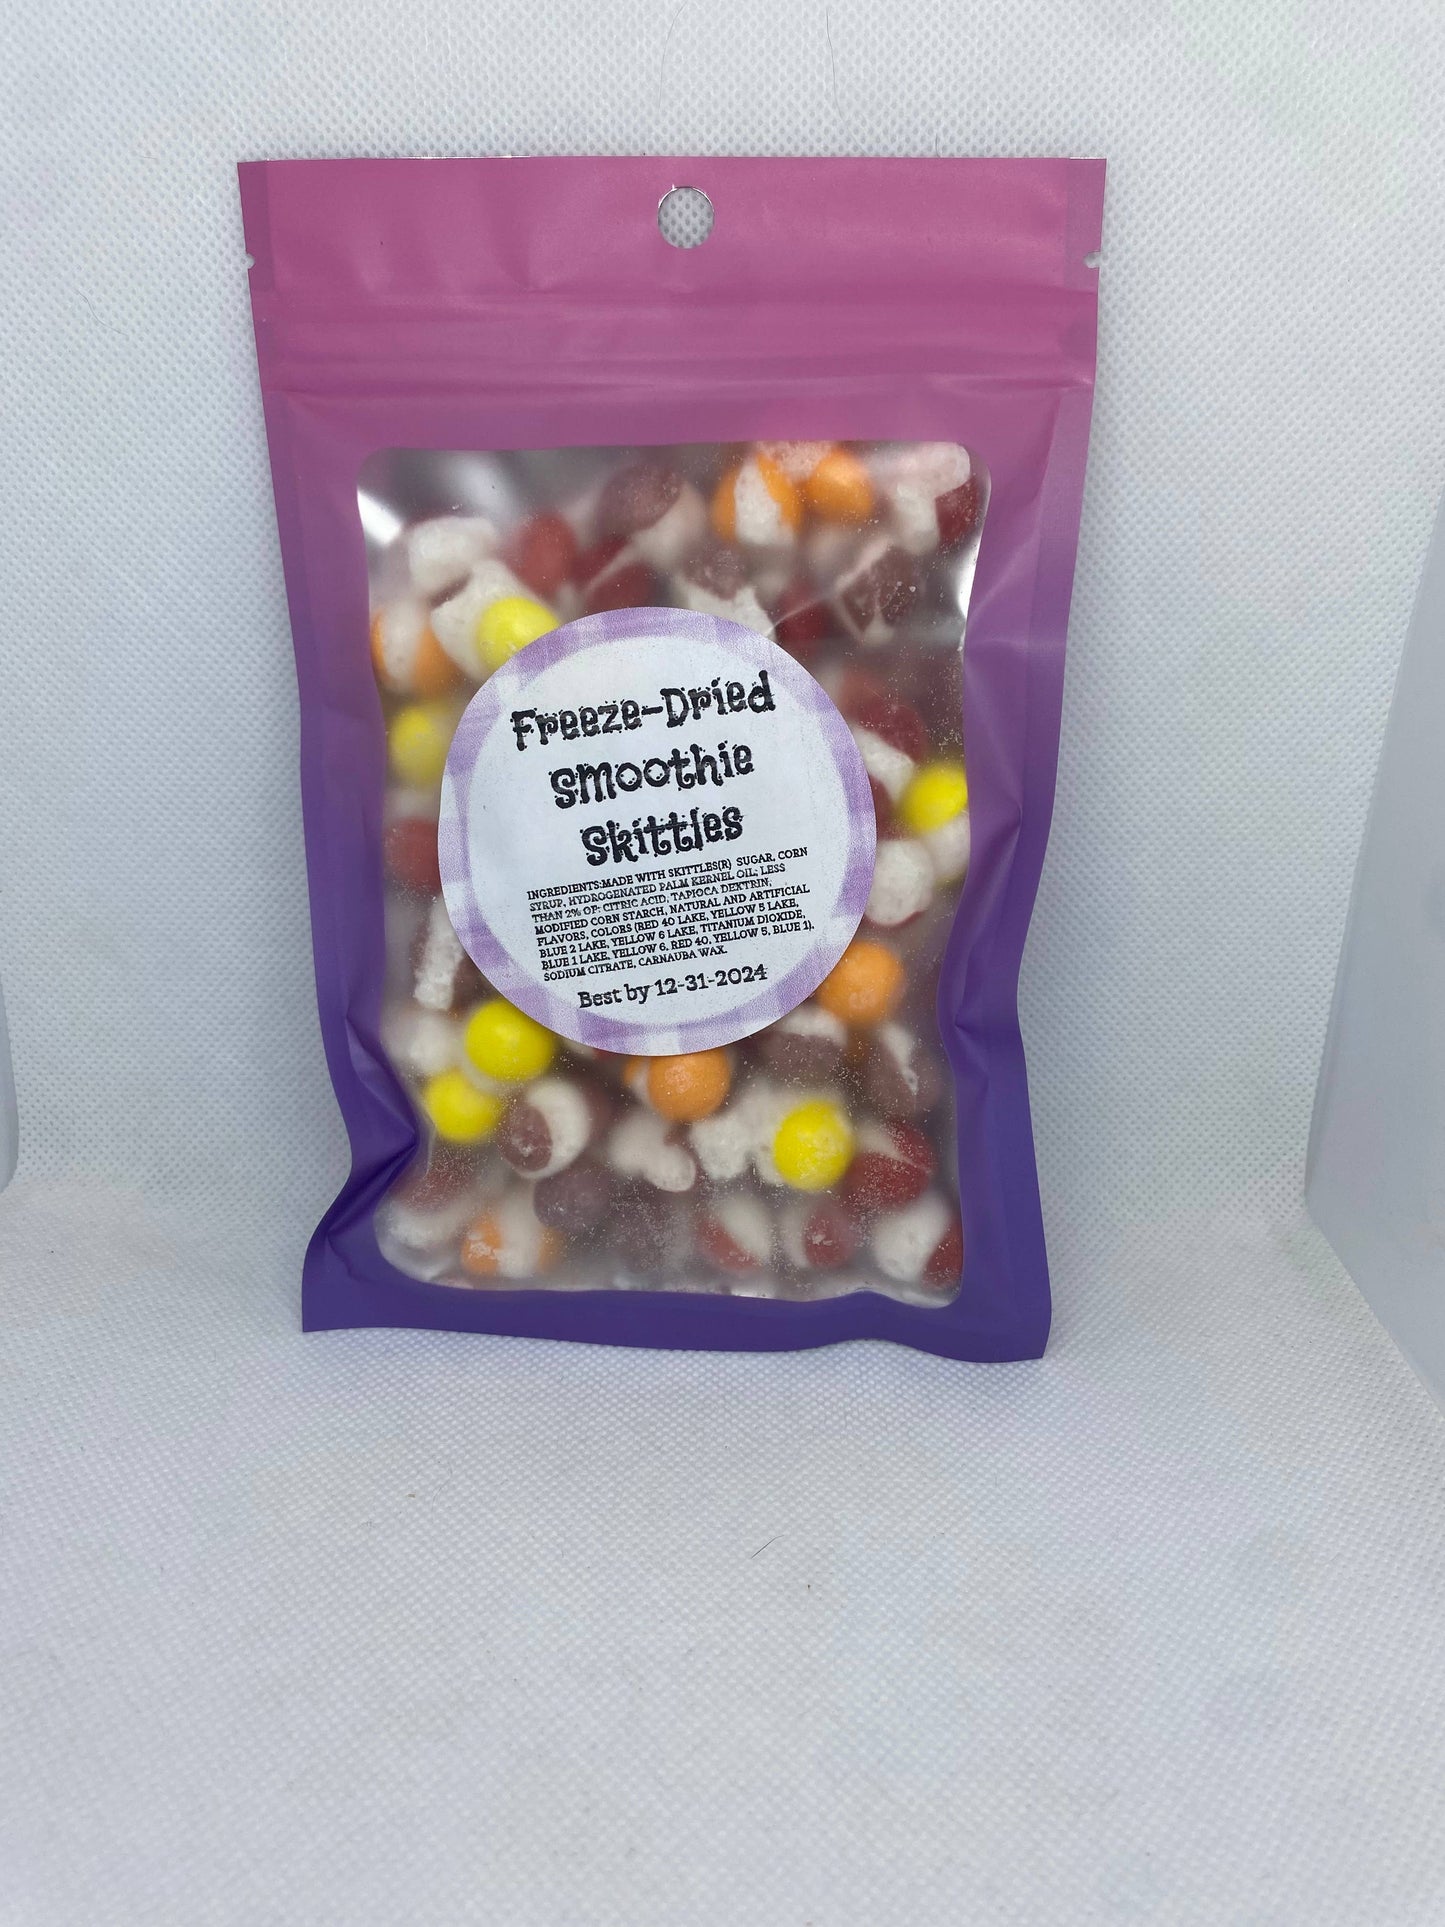 Freeze-Dried
Smoothie
Skittles
INGREDIENTS:MADE WITH SKITTLES(R) SUGAR, CORN
SYRUP, HYDROGENATED PALM KERNEL OIL; LESS
THAN 2% OF: CITRIC ACID, TAPIOCA DEXTRIN,
MODIFIED CORN STARCH, NATURAL AND ARTIFICIAL
FLAVORS, COLORS (RED 40 LAKE, YELLOW 5 LAKE,
BLUE 2 LAKE, YELLOW 6 LAKE, TITANIUM DIOXIDE,
BLUE 1 LAKE, YELLOW 6, RED 40, YELLOW 5, BLUE 1),
SODIUM CITRATE, CARNAUBA WAX.
Best by 12-31-2024